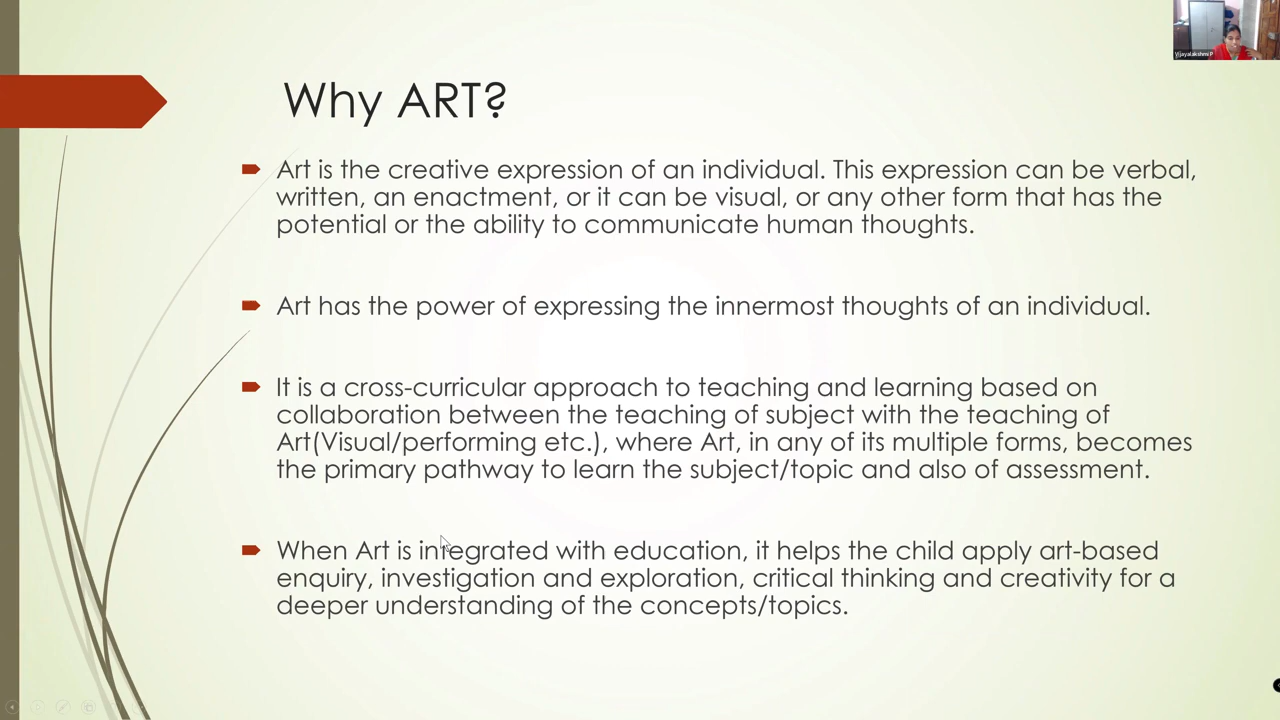 Vijayalakshmi P
Why ART?
Art is the creative expression of an individual. This expression can be verbal,
written, an enactment, or it can be visual, or any other form that has the
potential or the ability to communicate human thoughts.
Art has the power of expressing the innermost thoughts of an individual.
It is a cross-curricular approach to teaching and learning based on
collaboration between the teaching of subject with the teaching of
Art(Visual/performing etc.), where Art, in any of its multiple forms, becomes
the primary pathway to learn the subject/topic and also of assessment.
When Art is integrated with education, it helps the child apply art-based
enquiry, investigation and exploration, critical thinking and creativity for a
deeper understanding of the concepts/topics.